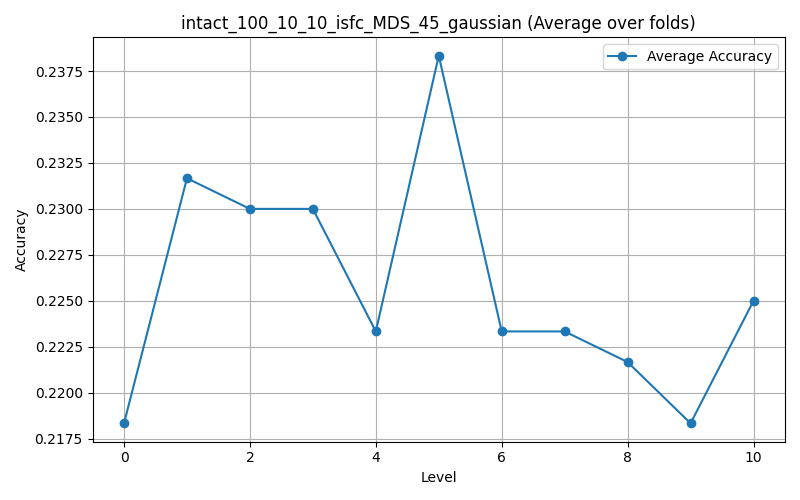 intact_100_10_10_isfc_MDS_45_gaussian (Average over folds)
Average Accuracy
0.2375
0.2350
0.2325
0.2300
0.2275
0.2250
0.2225
0.2200
0.2175
Accuracy
0 2 4 6 8 10
Level